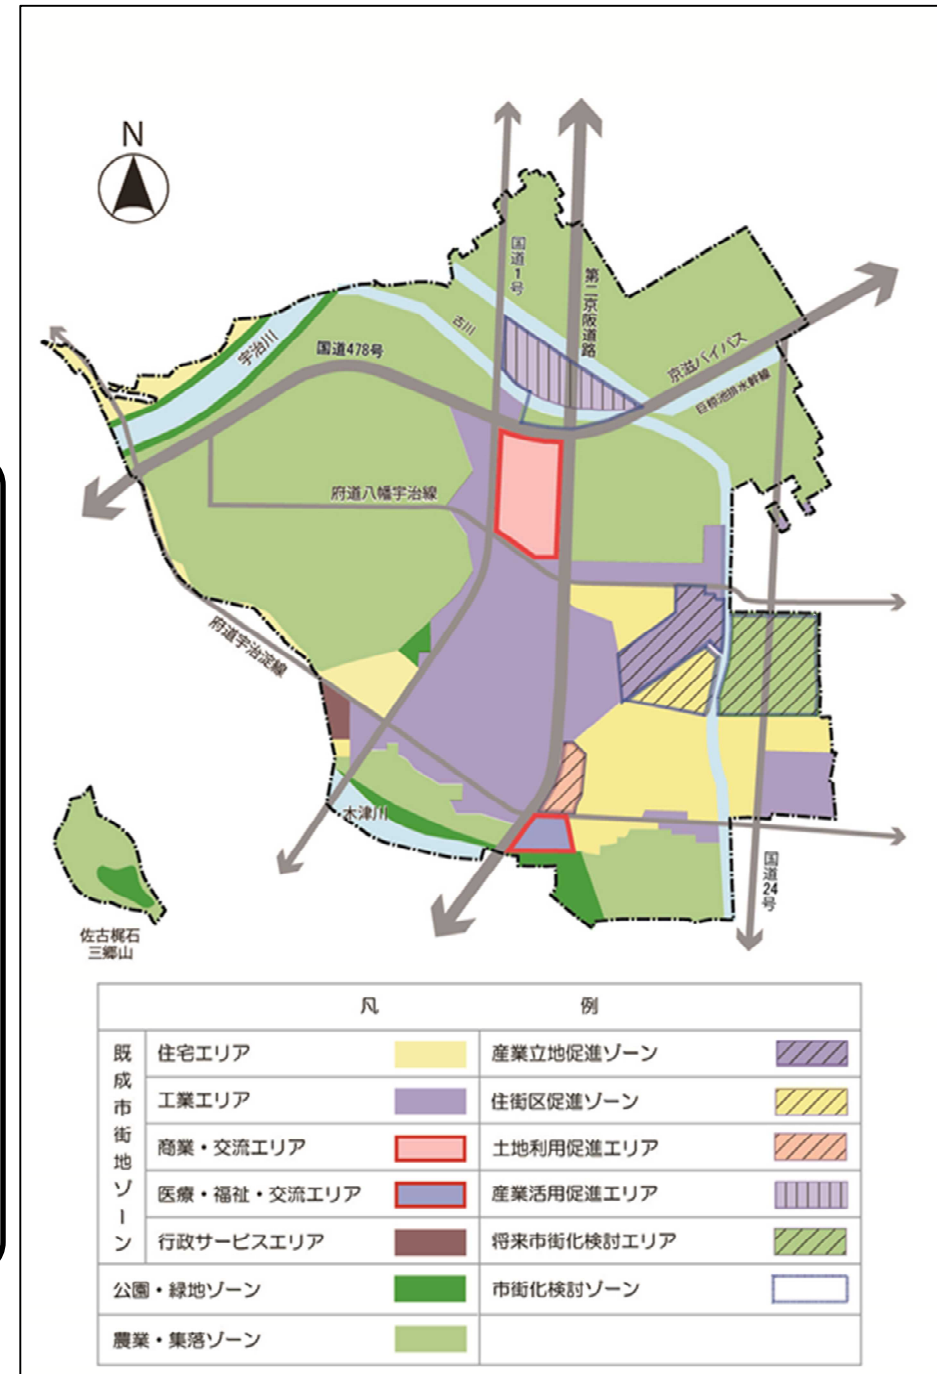 N
国道1号
第二京阪道路
古川
宇治川
国道478号
京滋バイパス
巨椋池排水幹線
府道八幡宇治線
府道宇治淀線
木津川
国道24号
佐古梶石
三郷山
凡 例
既成市街地ゾーン
住宅エリア
産業立地促進ゾーン
工業エリア
住街区促進ゾーン
商業・交流エリア
土地利用促進エリア
医療・福祉・交流エリア
産業活用促進エリア
行政サービスエリア
将来市街化検討エリア
公園・緑地ゾーン
市街化検討ゾーン
農業・集落ゾーン